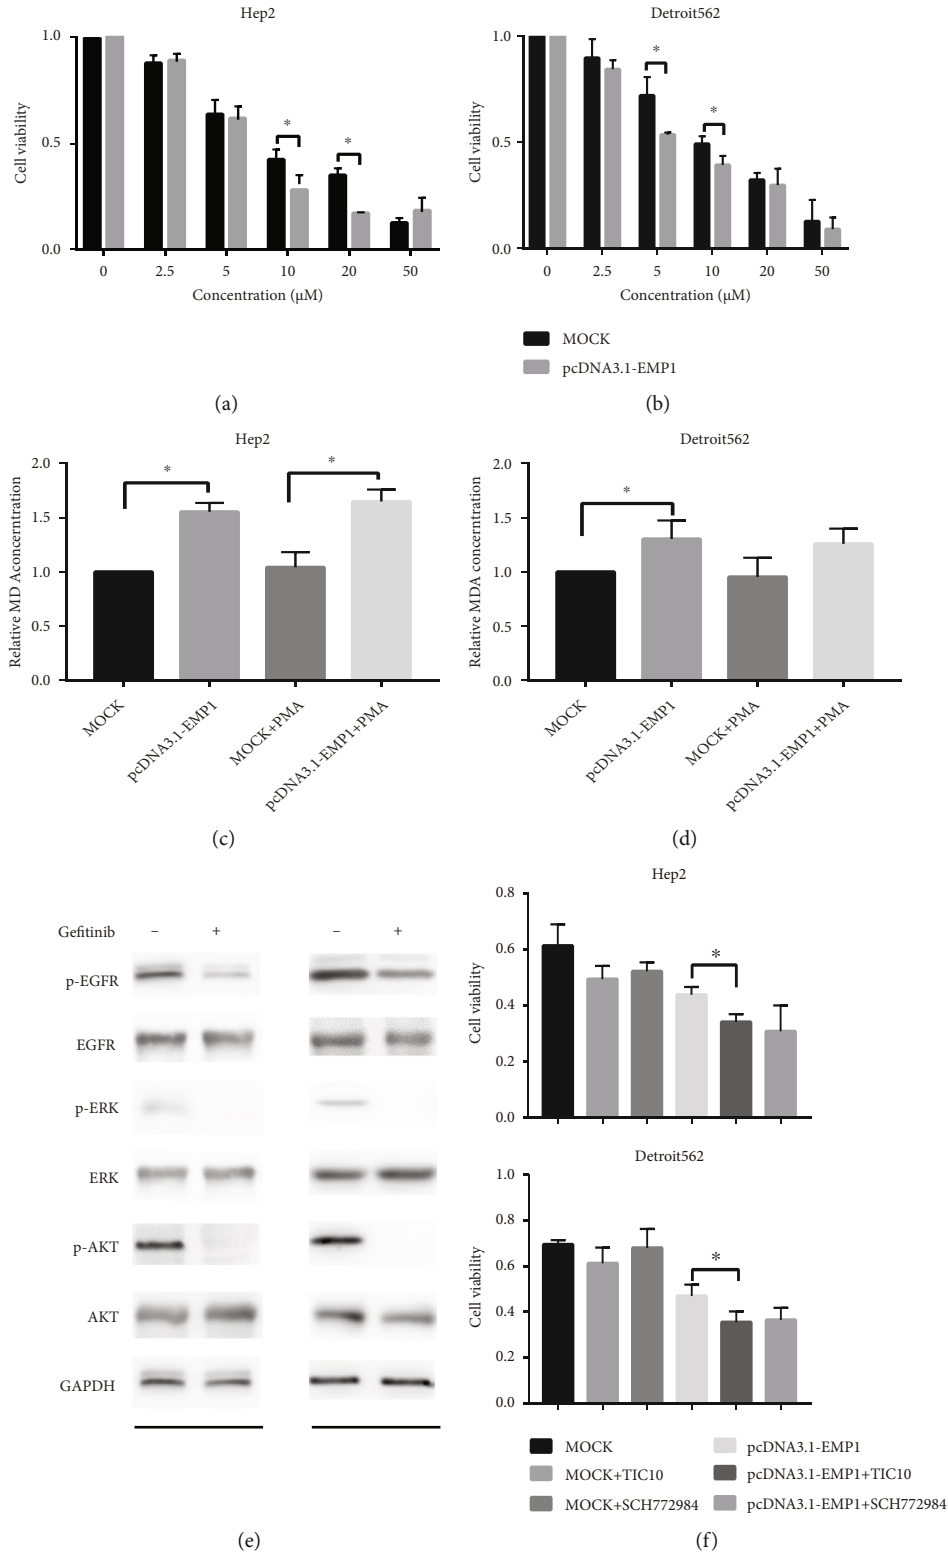 Hep2
Cell viability
1.0
0.5
0.0
*
*
0 2.5 5 10 20 50
Concentration (μM)
(a)
Detroit562
Cell viability
1.0
0.5
0.0
*
*
0 2.5 5 10 20 50
Concentration (μM)
MOCK
pcDNA3.1-EMP1
(b)
Hep2
Relative MD Aconcerntration
2.0
1.5
1.0
0.5
0.0
*
*
MOCK
pcDNA3.1-EMP1
MOCK+PMA
pcDNA3.1-EMP1+PMA
(c)
Detroit562
Relative MDA concerntration
2.0
1.5
1.0
0.5
0.0
*
MOCK
pcDNA3.1-EMP1
MOCK+PMA
pcDNA3.1-EMP1+PMA
(d)
Gefitinib – + – +
p-EGFR
EGFR
p-ERK
ERK
p-AKT
AKT
GAPDH
(e)
Hep2
Cell viability
0.8
0.6
0.4
0.2
0.0
*
Detroit562
Cell viability
1.0
0.8
0.6
0.4
0.2
0.0
*
MOCK
MOCK+TIC10
MOCK+SCH772984
pcDNA3.1-EMP1
pcDNA3.1-EMP1+TIC10
pcDNA3.1-EMP1+SCH772984
(f)